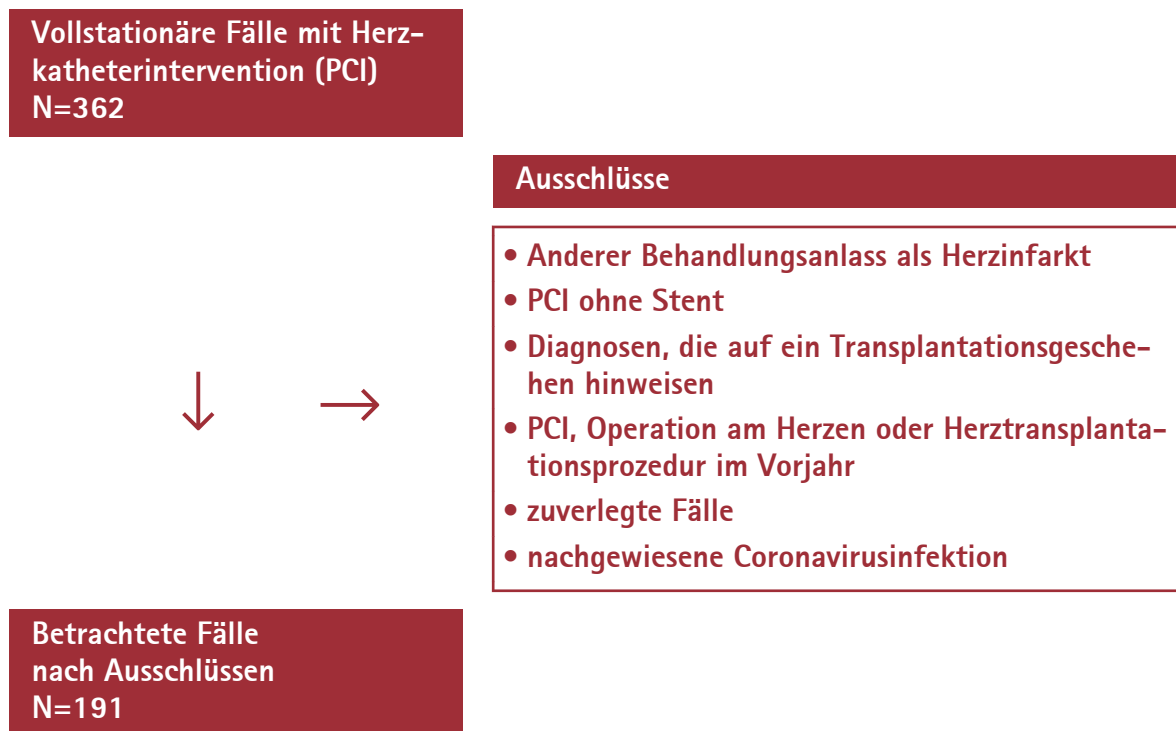 Vollstationäre Fälle mit Herz-
katheterintervention (PCI)
N=362
Ausschlüsse
• Anderer Behandlungsanlass als Herzinfarkt
• PCI ohne Stent
• Diagnosen, die auf ein Transplantationsgesche-
hen hinweisen
• PCI, Operation am Herzen oder Herztransplanta-
tionsprozedur im Vorjahr
• zuverlegte Fälle
• nachgewiesene Coronavirusinfektion
Betrachtete Fälle
nach Ausschlüssen
N=191